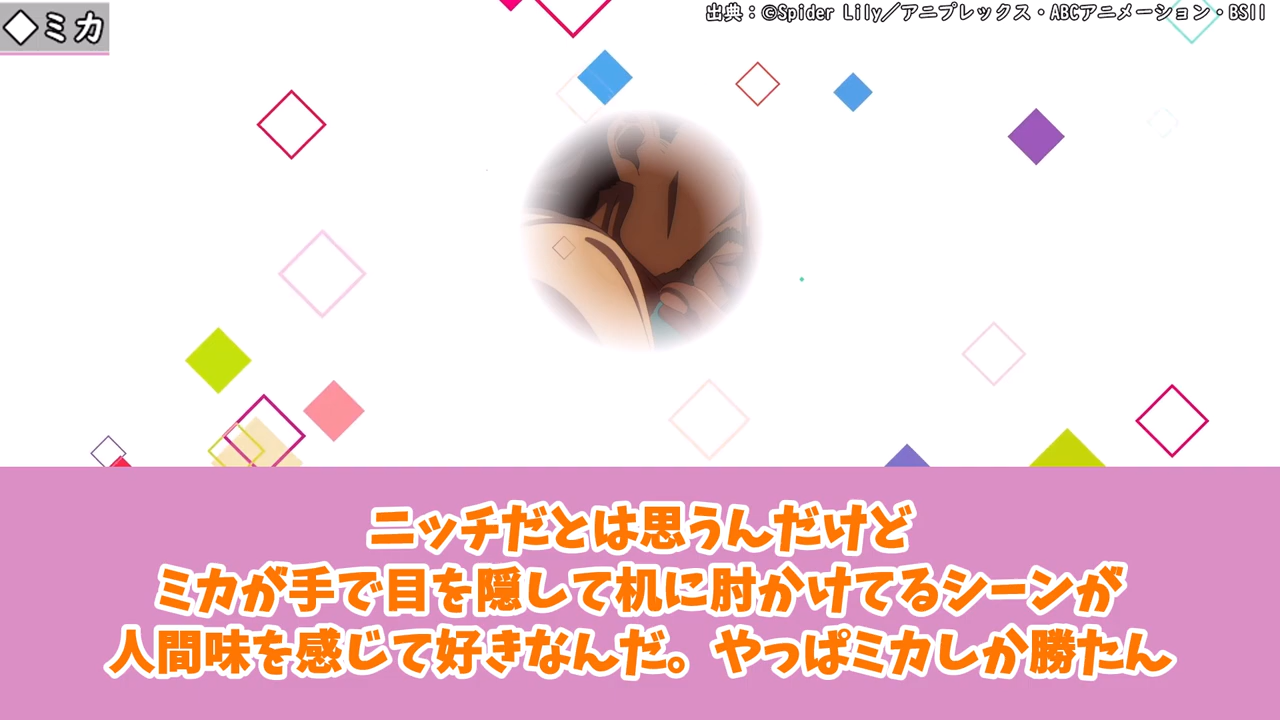 ◇ミカ
出典：©Spider Lily／アニプレックス・ABCアニメーション・BS11
ニッチだとは思うんだけど
ミカが手で目を隠して机に肘かけてるシーンが
人間味を感じて好きなんだ。やっぱミカしか勝たん